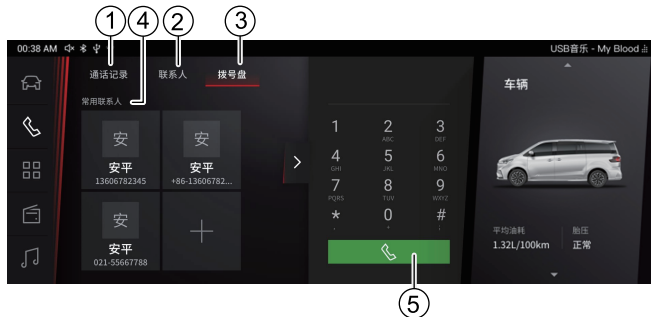 1 4 2 3
00:38 AM
USB音乐 - My Blood
通话记录 联系人 拨号盘
常用联系人
安
安平
13606782345
安
安平
+86-13606782...
安
安平
021-55667788
1 2 3
ABC DEF
4 5 6
GHI JKL MNO
7 8 9
PQRS TUV WXYZ
* 0 #
+
车辆
平均油耗 胎压
1.32L/100km 正常
5